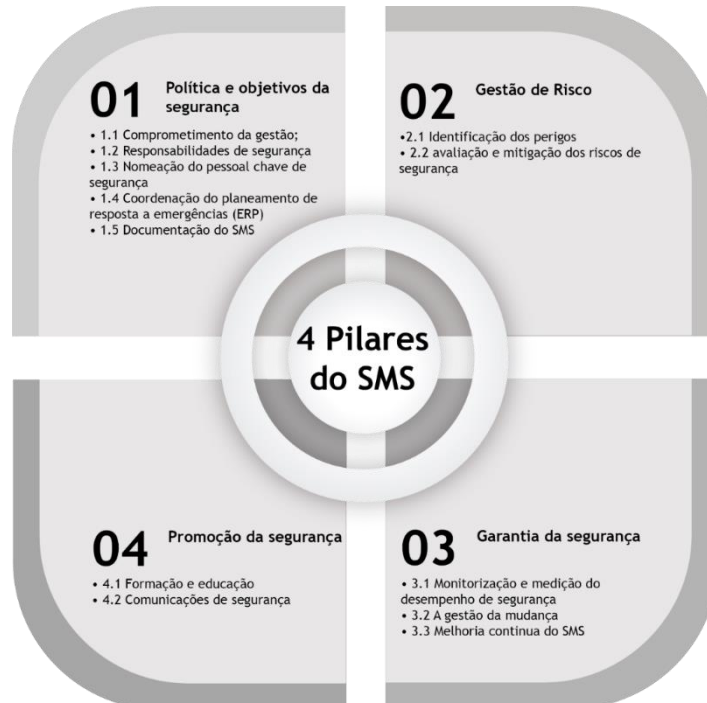 01
Política e objetivos da
segurança
• 1.1 Comprometimento da gestão;
• 1.2 Responsabilidades de segurança
• 1.3 Nomeação do pessoal chave de
segurança
• 1.4 Coordenação do planeamento de
resposta a emergências (ERP)
• 1.5 Documentação do SMS
02
Gestão de Risco
•2.1 Identificação dos perigos
• 2.2 avaliação e mitigação dos riscos de
segurança
4 Pilares
do SMS
04
Promoção da segurança
• 4.1 Formação e educação
• 4.2 Comunicações de segurança
03
Garantia da segurança
• 3.1 Monitorização e medição do
desempenho de segurança
• 3.2 A gestão da mudança
• 3.3 Melhoria continua do SMS